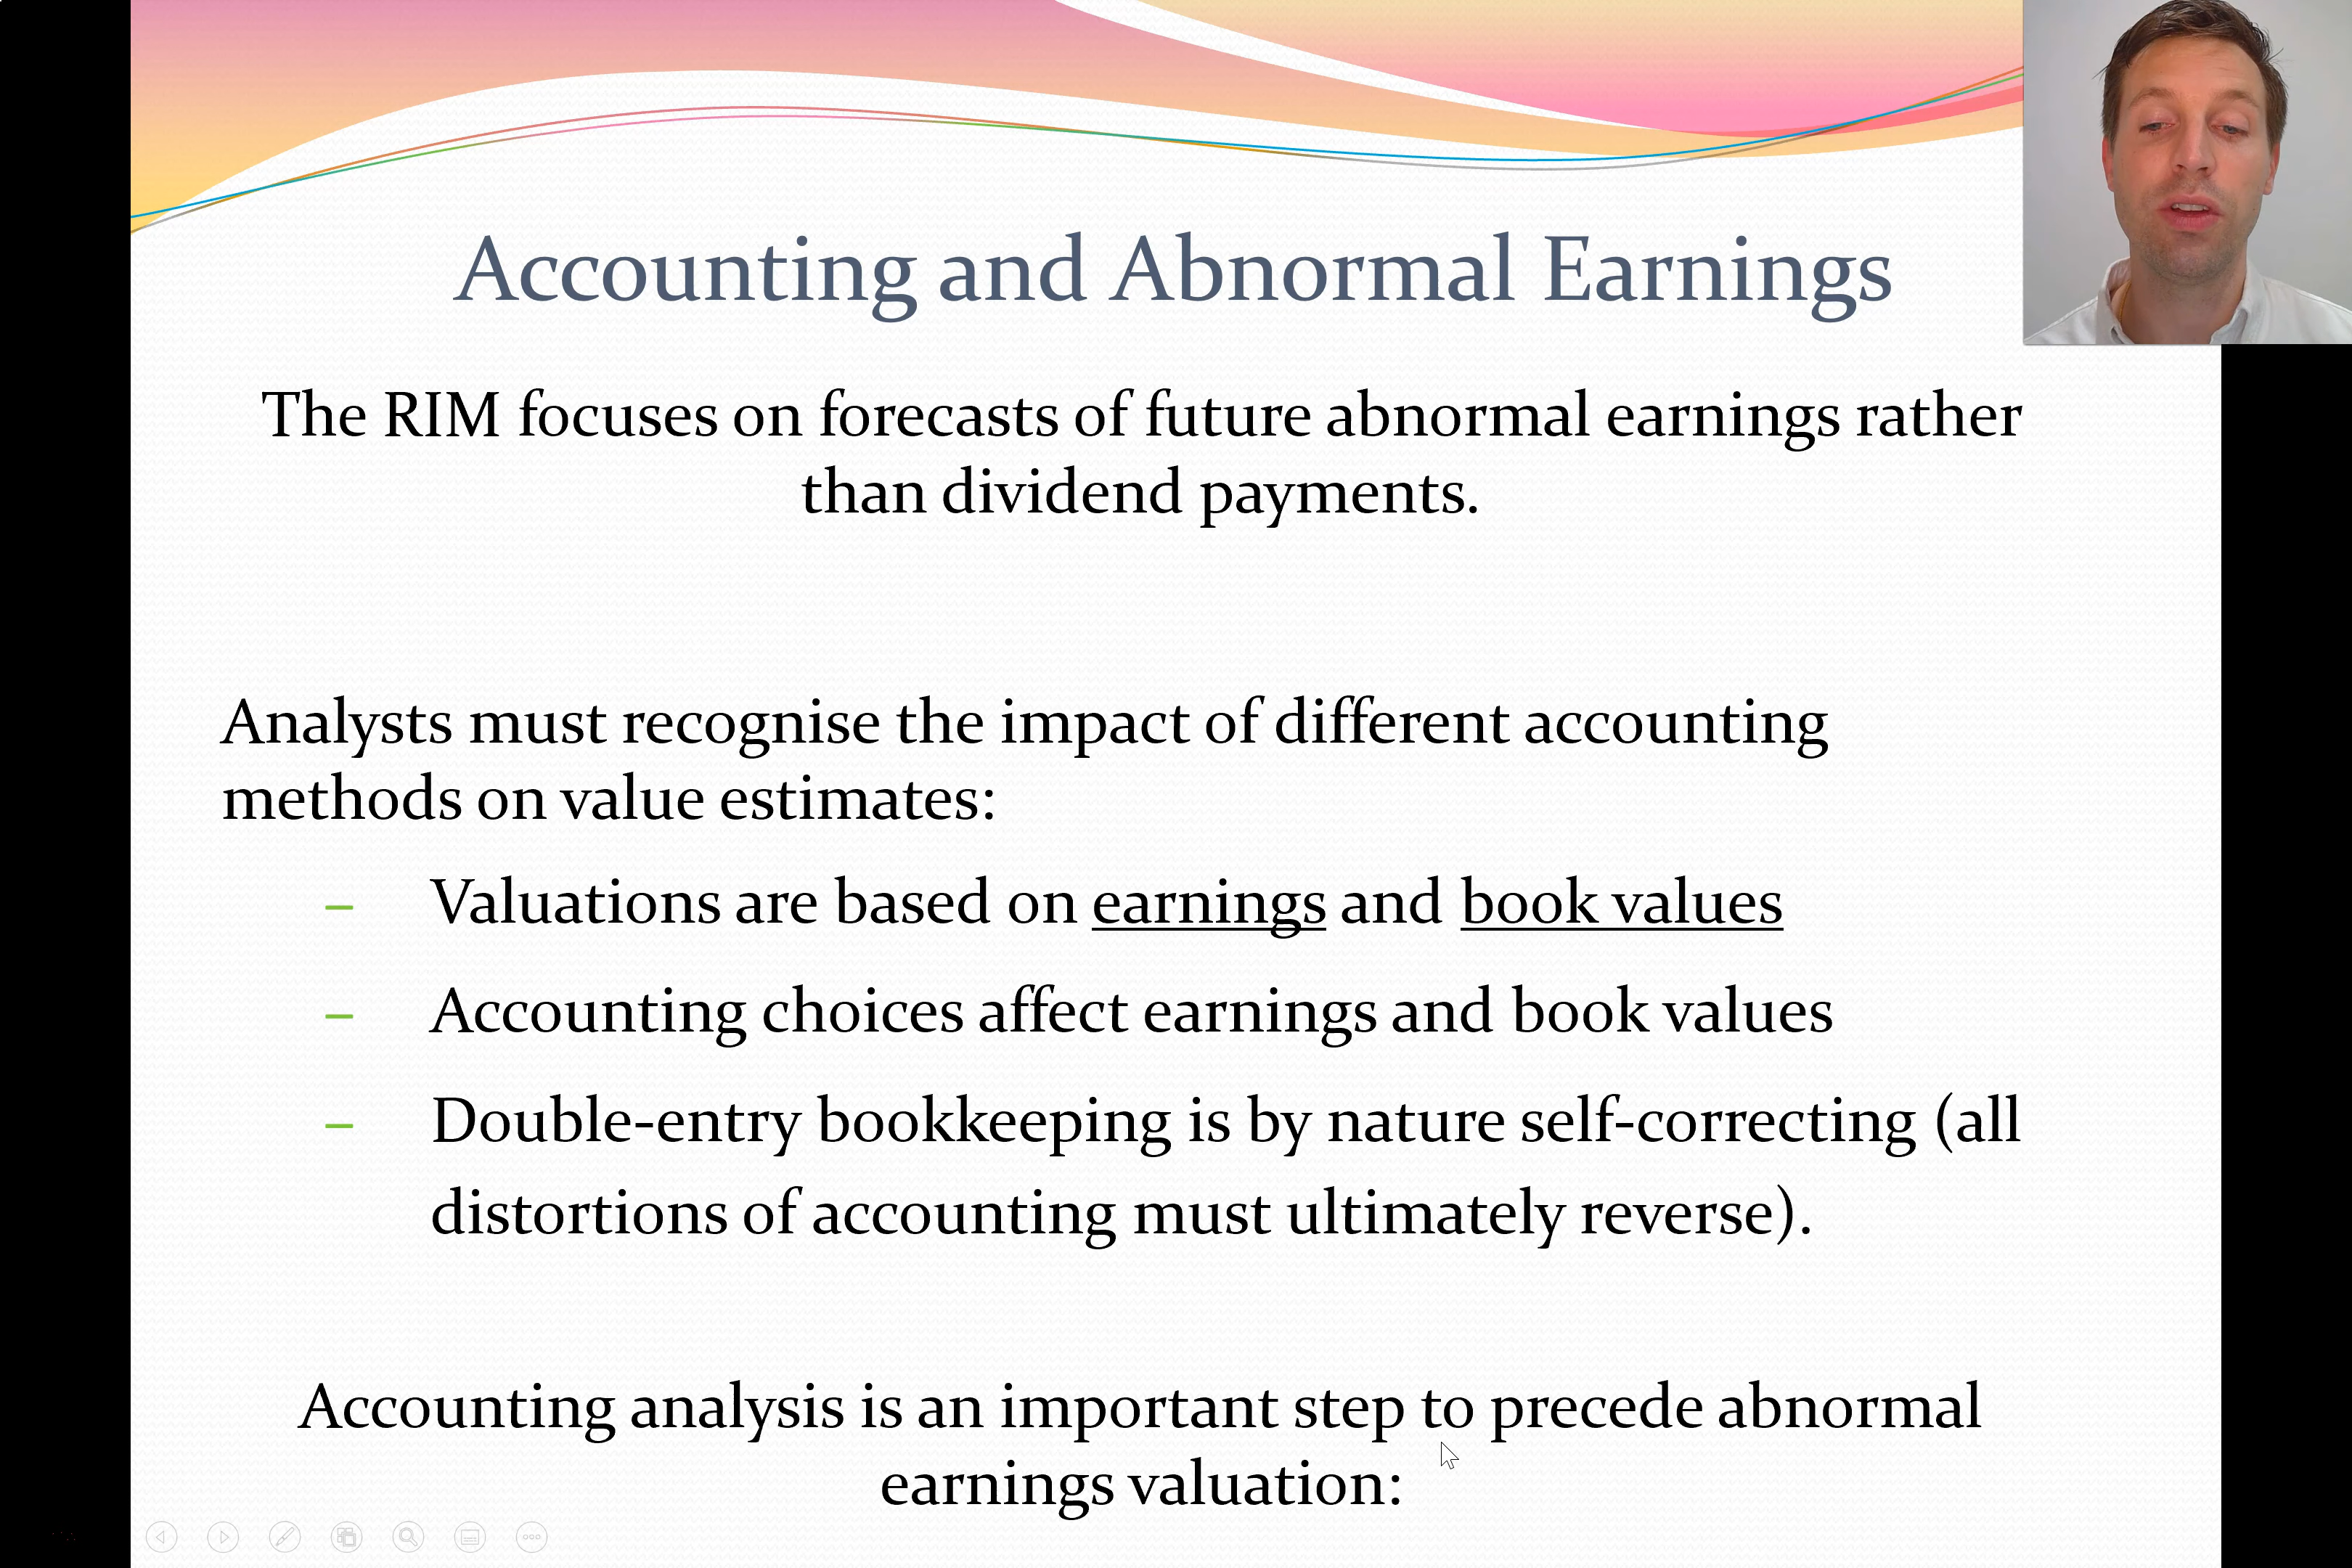 Accounting and Abnormal Earnings
The RIM focuses on forecasts of future abnormal earnings rather
than dividend payments.
Analysts must recognise the impact of different accounting
methods on value estimates:
– Valuations are based on earnings and book values
– Accounting choices affect earnings and book values
– Double-entry bookkeeping is by nature self-correcting (all
distortions of accounting must ultimately reverse).
Accounting analysis is an important step to precede abnormal
earnings valuation: